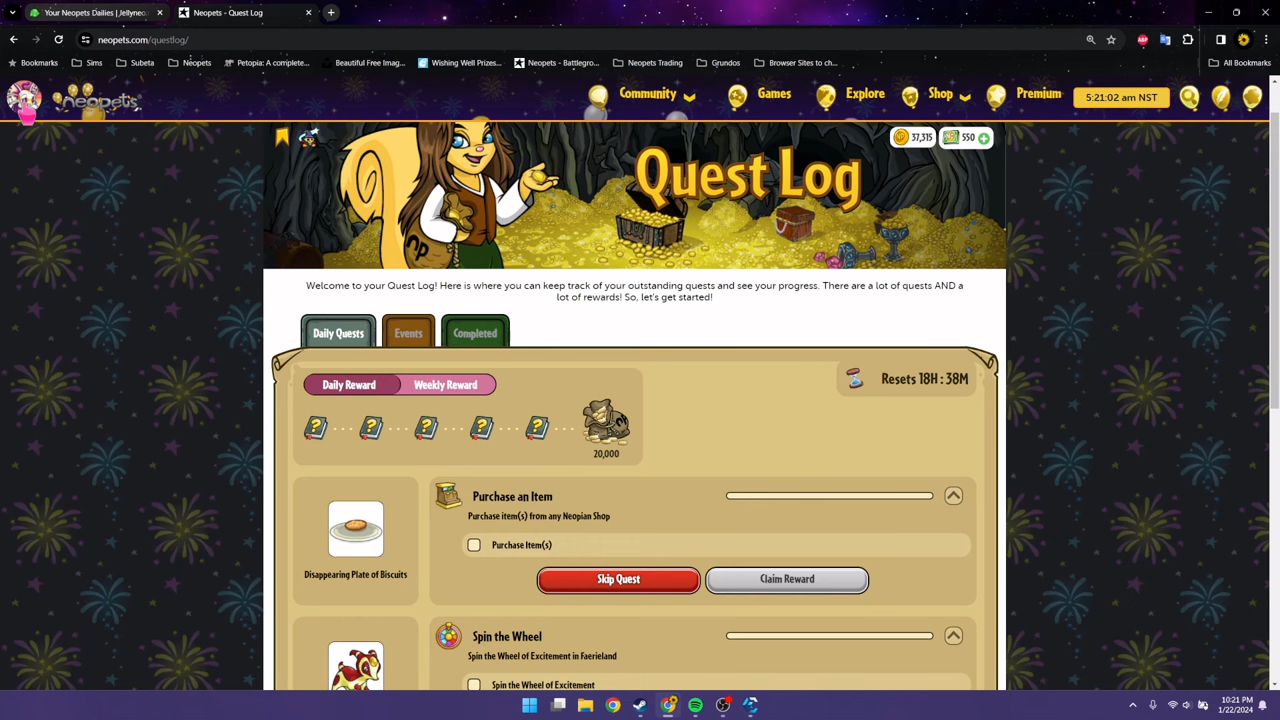 Your Neopets Dailies | Jellyneo
Neopets - Quest Log
neopets.com/questlog/
Bookmarks
Sims
Subeta
Neopets
Petopia: A complete...
Beautiful Free Imag...
Wishing Well Prizes...
Neopets - Battlegro...
Neopets Trading
Grundos
Browser Sites to ch...
All Bookmarks
neopets
Community
Games
Explore
Shop
Premium
5:21:02 am NST
37,315
550
Quest Log
Welcome to your Quest Log! Here is where you can keep track of your outstanding quests and see your progress. There are a lot of quests AND a
lot of rewards! So, let's get started!
Daily Quests
Events
Completed
Daily Reward
Weekly Reward
Resets 18H : 38M
20,000
Purchase an Item
Purchase item(s) from any Neopian Shop
Purchase Item(s)
Disappearing Plate of Biscuits
Skip Quest
Claim Reward
Spin the Wheel
Spin the Wheel of Excitement in Faerieland
Spin the Wheel of Excitement
10:21 PM
1/22/2024